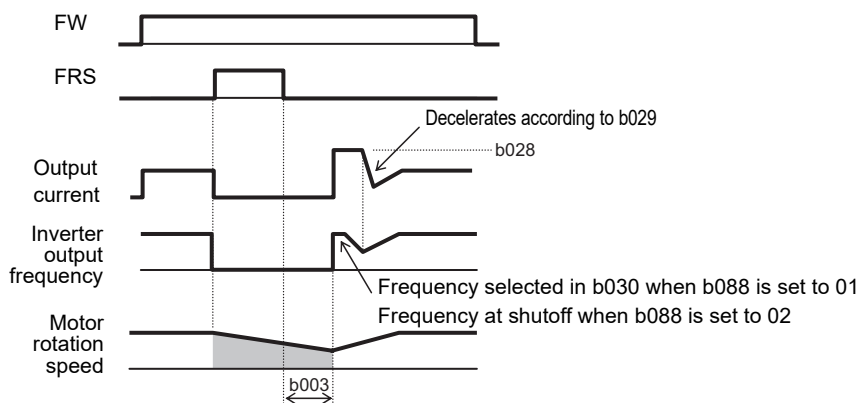 FW
FRS
Decelerates according to b029
b028
Output
current
Inverter
output
frequency
Frequency selected in b030 when b088 is set to 01
Frequency at shutoff when b088 is set to 02
Motor
rotation
speed
b003